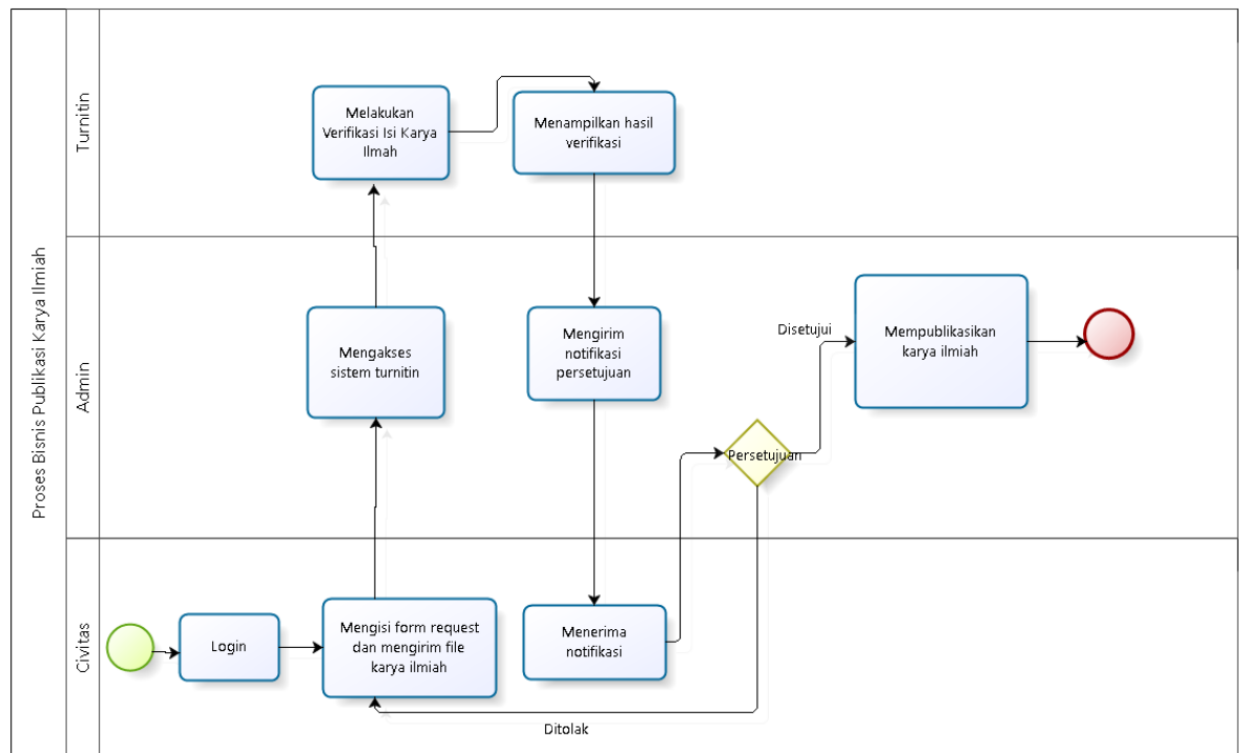 Proses Bisnis Publikasi Karya Ilmiah
Turnitin
Melakukan
Verifikasi Isi Karya
Ilmah
Menampilkan hasil
verifikasi
Admin
Mengakses
sistem turnitin
Mengirim
notifikasi
persetujuan
Persetujuan
Disetujui
Mempublikasikan
karya ilmiah
Civitas
Login
Mengisi form request
dan mengirim file
karya ilmiah
Menerima
notifikasi
Ditolak